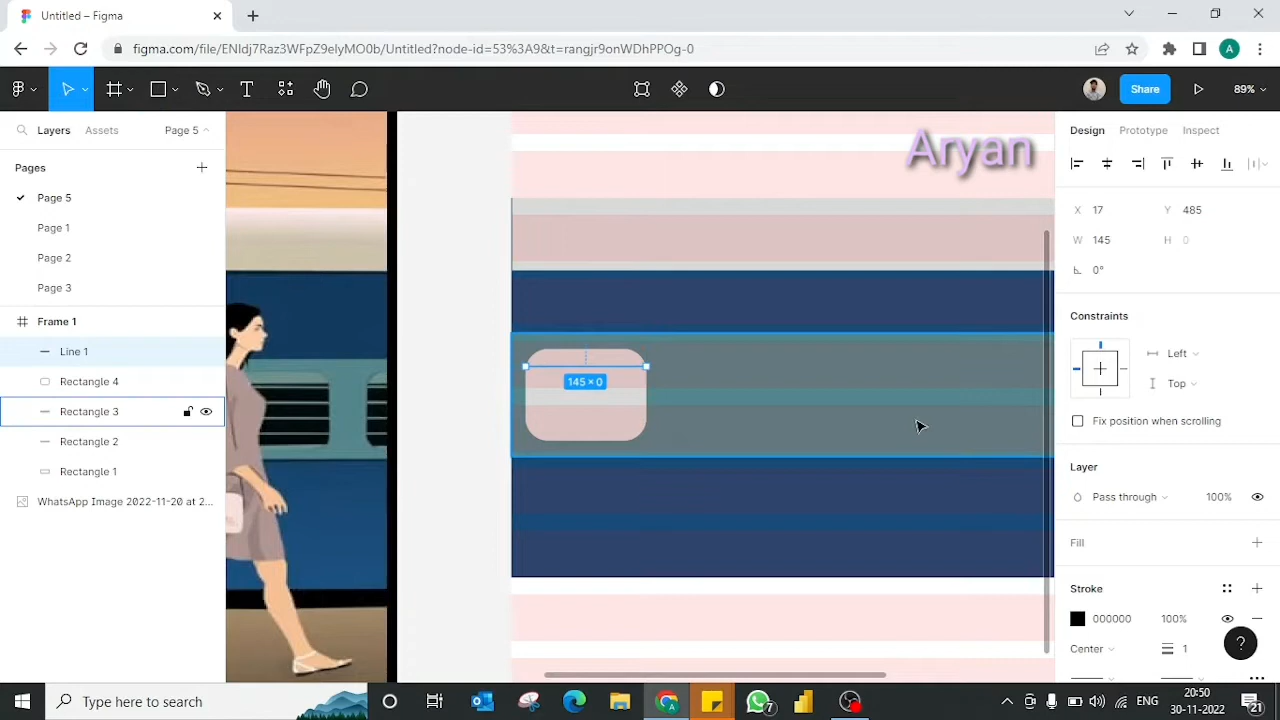 Untitled – Figma
figma.com/file/ENIdj7Raz3WFpZ9elyMO0b/Untitled?node-id=53%3A9&t=rangjr9onWDhPPOg-0
A
Share
89%
Layers
Assets
Page 5
Pages
Page 5
Page 1
Page 2
Page 3
Frame 1
Line 1
Rectangle 4
Rectangle 3
Rectangle 2
Rectangle 1
WhatsApp Image 2022-11-20 at 2...
Aryan
145 × 0
Design
Prototype
Inspect
X 17
Y 485
W 145
H 0
0°
Constraints
Left
Top
Fix position when scrolling
Layer
Pass through
100%
Fill
Stroke
000000
100%
Center
1
?
Type here to search
7
ENG
20:50
30-11-2022
21